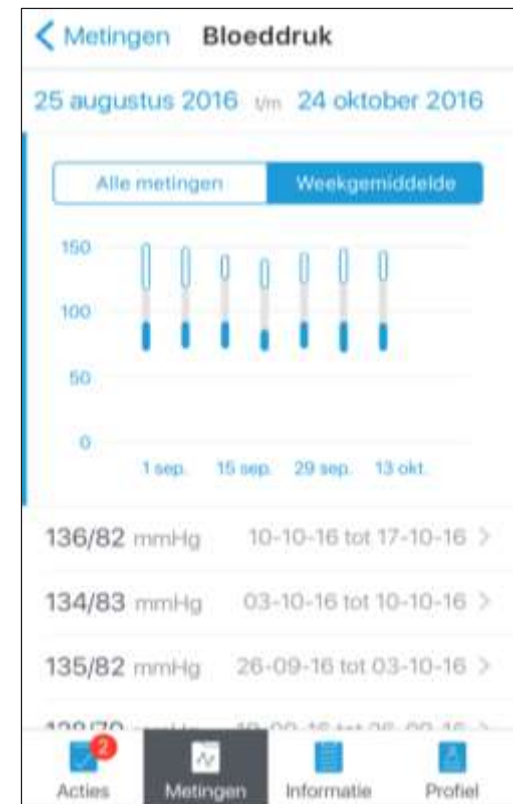 Metingen Bloeddruk
25 augustus 2016 t/m 24 oktober 2016
Alle metingen Weekgemiddelde
150
100
50
0
1 sep. 15 sep. 29 sep. 13 okt.
136/82 mmHg 10-10-16 tot 17-10-16
134/83 mmHg 03-10-16 tot 10-10-16
135/82 mmHg 26-09-16 tot 03-10-16
2
Acties Metingen Informatie Profiel